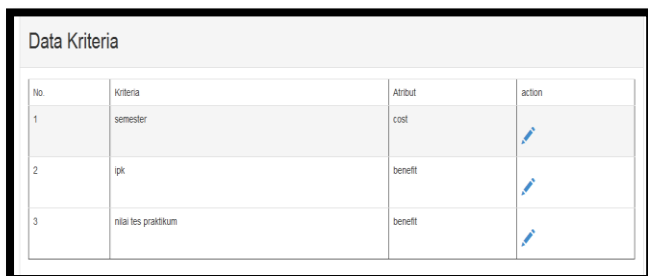 Data Kriteria
No. Kriteria Atribut action
1 semester cost
2 ipk benefit
3 nilai tes praktikum benefit